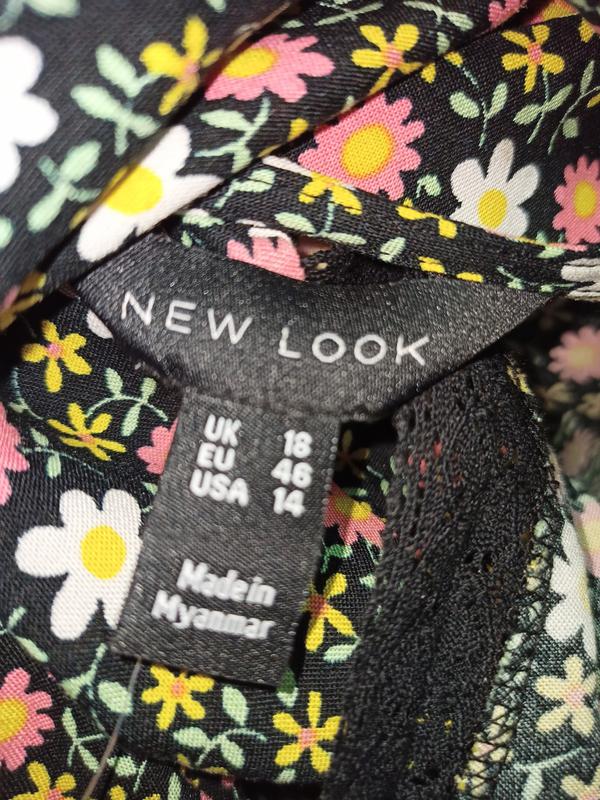 NEW LOOK
UK 18
EU 46
USA 14
Made in
Myanmar